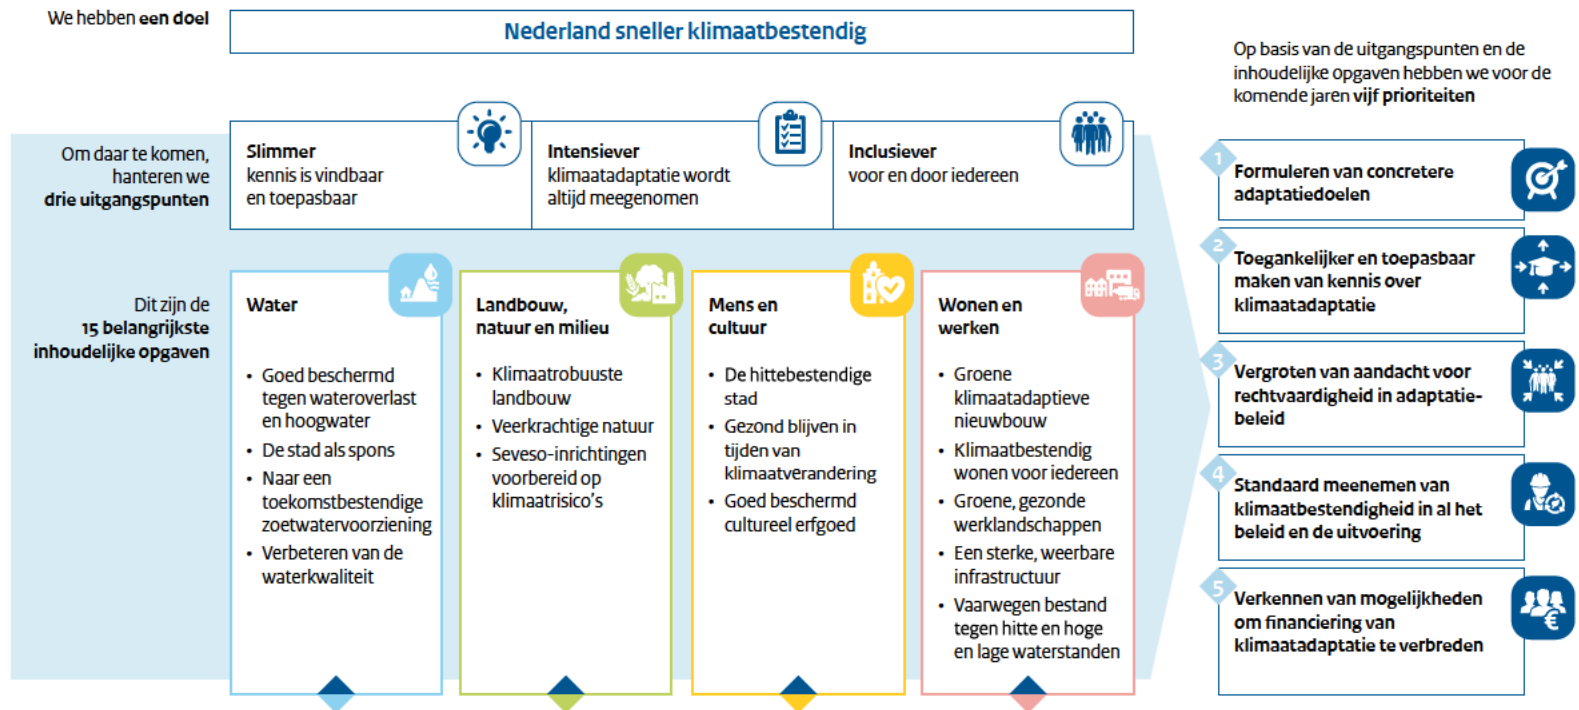 We hebben een doel
Nederland sneller klimaatbestendig
Om daar te komen,
hanteren we
drie uitgangspunten
Slimmer
kennis is vindbaar
en toepasbaar
Intensiever
klimaatadaptatie wordt
altijd meegenomen
Inclusiever
voor en door iedereen
Dit zijn de
15 belangrijkste
inhoudelijke opgaven
Water
• Goed beschermd
tegen wateroverlast
en hoogwater
• De stad als spons
• Naar een
toekomstbestendige
zoetwatervoorziening
• Verbeteren van de
waterkwaliteit
Landbouw,
natuur en milieu
• Klimaatrobuuste
landbouw
• Veerkrachtige natuur
• Seveso-inrichtingen
voorbereid op
klimaatrisico's
Mens en
cultuur
• De hittebestendige
stad
• Gezond blijven in
tijden van
klimaatverandering
• Goed beschermd
cultureel erfgoed
Wonen en
werken
• Groene
klimaatadaptieve
nieuwbouw
• Klimaatbestendig
wonen voor iedereen
• Groene, gezonde
werklandschappen
• Een sterke, weerbare
infrastructuur
• Vaarwegen bestand
tegen hitte en hoge
en lage waterstanden
Op basis van de uitgangspunten en de
inhoudelijke opgaven hebben we voor de
komende jaren vijf prioriteiten
1
Formuleren van concretere
adaptatiedoelen
2
Toegankelijker en toepasbaar
maken van kennis over
klimaatadaptatie
3
Vergroten van aandacht voor
rechtvaardigheid in adaptatie-
beleid
4
Standaard meenemen van
klimaatbestendigheid in al het
beleid en de uitvoering
5
Verkennen van mogelijkheden
om financiering van
klimaatadaptatie te verbreden
€